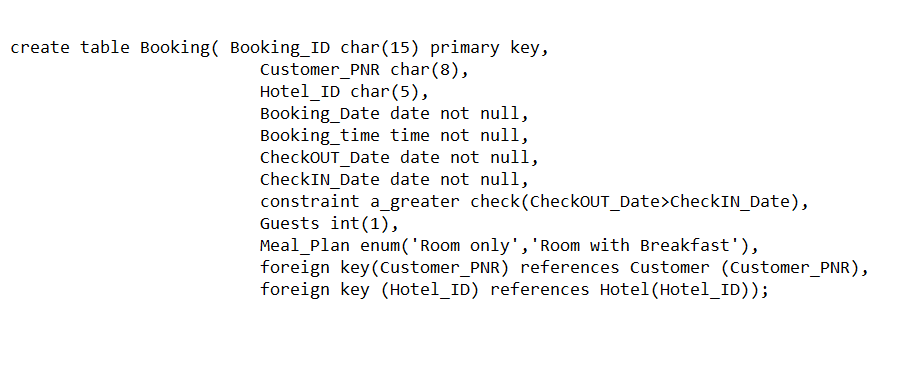 create table Booking( Booking_ID char(15) primary key,
Customer_PNR char(8),
Hotel_ID char(5),
Booking_Date date not null,
Booking_time time not null,
CheckOUT_Date date not null,
CheckIN_Date date not null,
constraint a_greater check(CheckOUT_Date>CheckIN_Date),
Guests int(1),
Meal_Plan enum('Room only','Room with Breakfast'),
foreign key(Customer_PNR) references Customer (Customer_PNR),
foreign key (Hotel_ID) references Hotel(Hotel_ID));